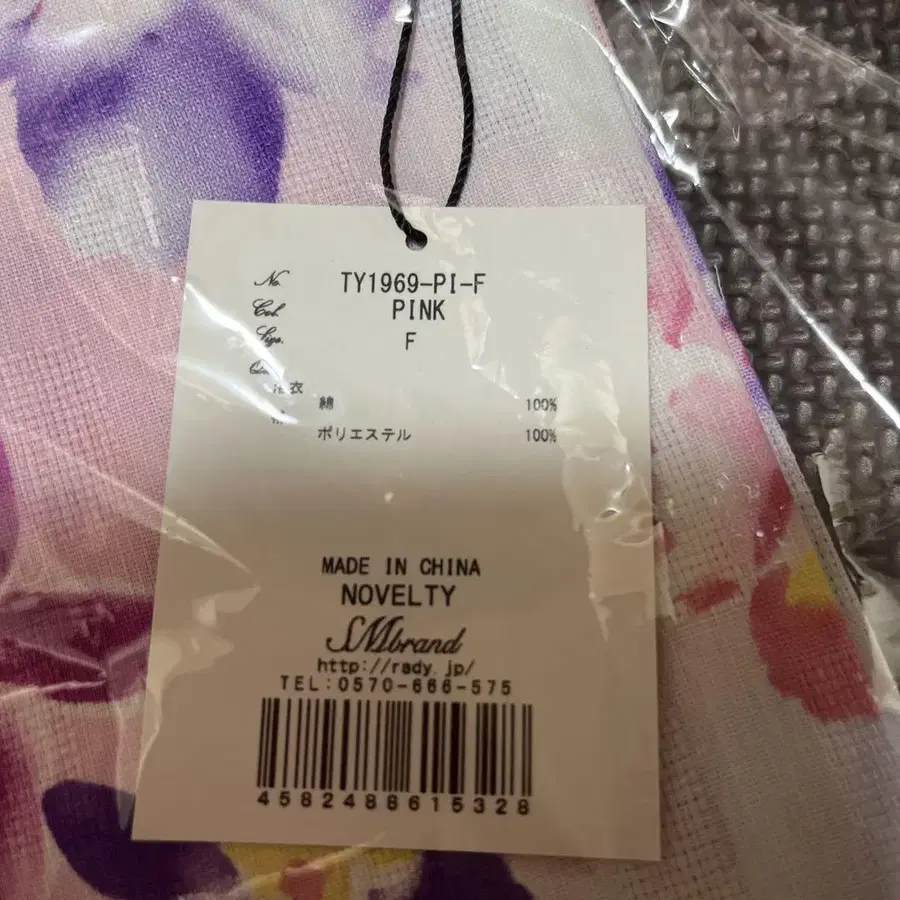 No. TY1969-PI-F
Col. PINK
Size. F
浴衣
綿 100%
ポリエステル 100%
MADE IN CHINA
NOVELTY
SMbrand
http://rady.jp/
TEL:0570-666-575
4582488615328